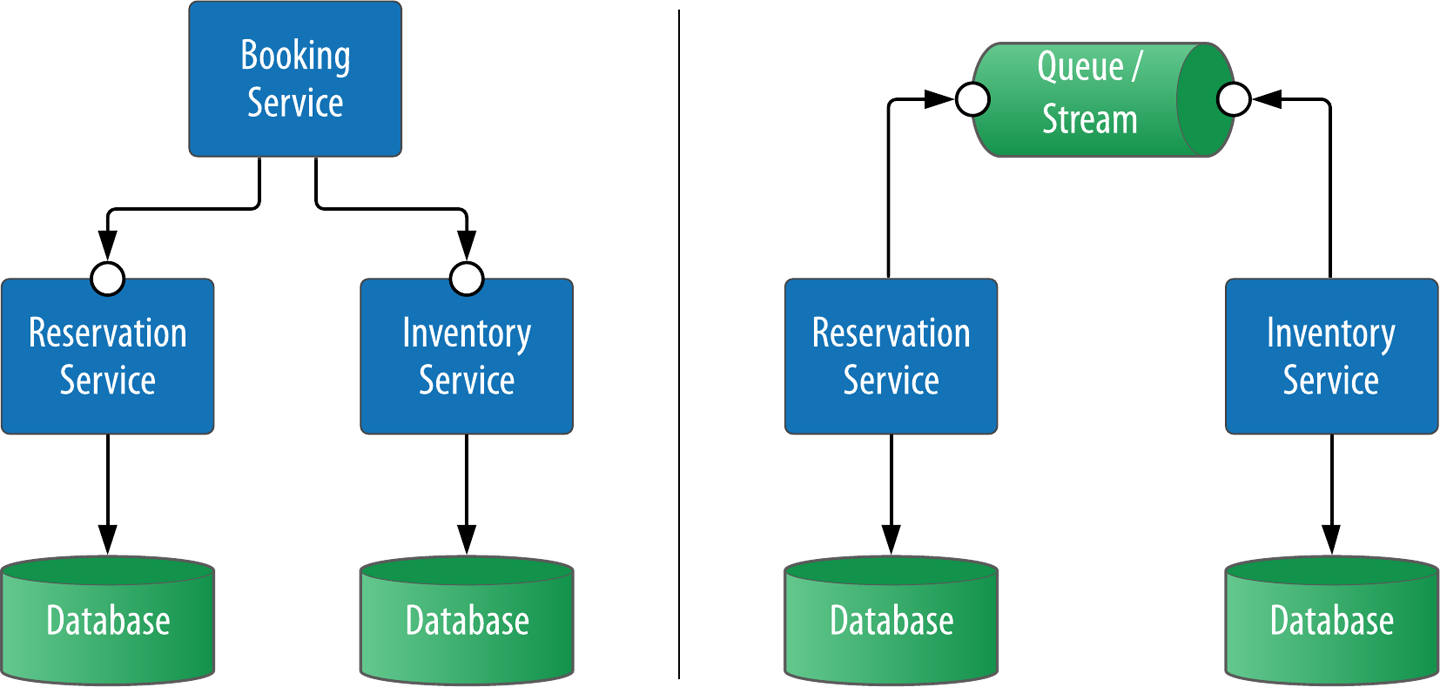 Booking
Service
Reservation
Service
Inventory
Service
Database
Database
Queue /
Stream
Reservation
Service
Inventory
Service
Database
Database